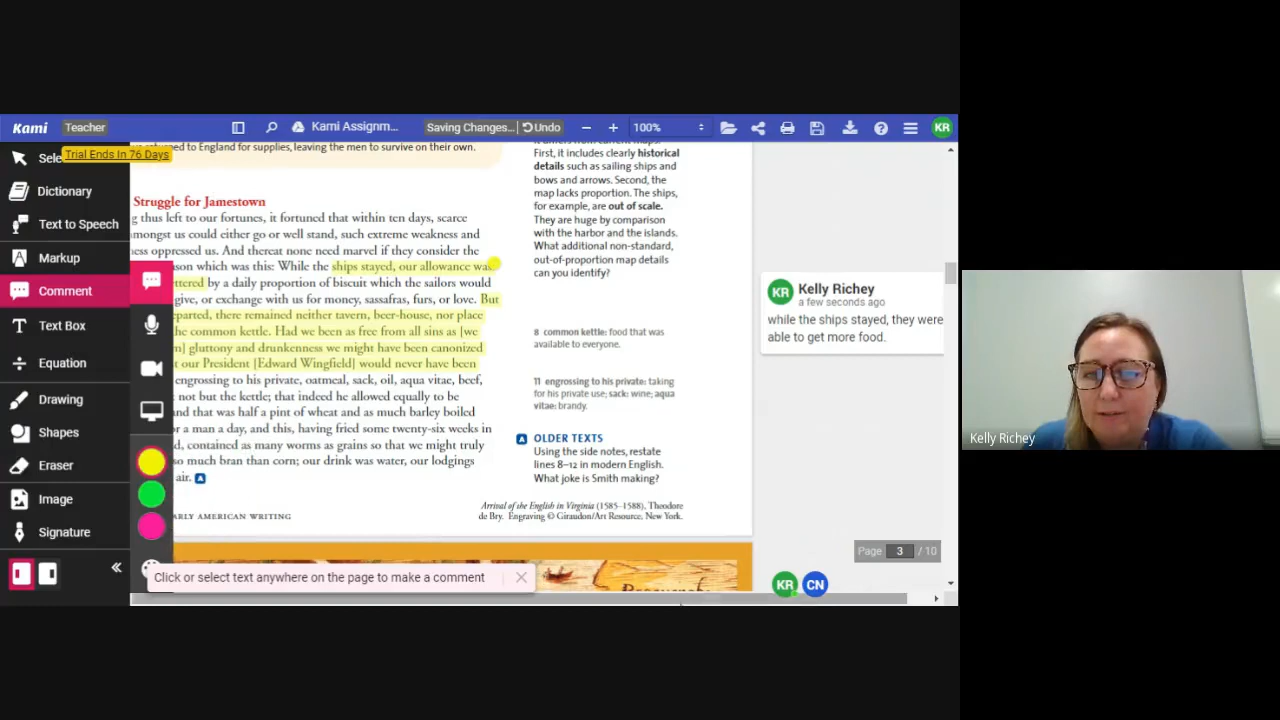 Kami Teacher Kami Assignm... Saving Changes... Undo 100% KR
Sele
Trial Ends In 76 Days
Dictionary
Text to Speech
Markup
Comment
Text Box
Equation
Drawing
Shapes
Eraser
Image
Signature
returned to England for supplies, leaving the men to survive on their own.
Struggle for Jamestown
g thus left to our fortunes, it fortuned that within ten days, scarce
mongst us could either go or well stand, such extreme weakness and
ess oppressed us. And thereat none need marvel if they consider the
son which was this: While the ships stayed, our allowance was
ttered by a daily proportion of biscuit which the sailors would
give, or exchange with us for money, sassafras, furs, or love. But
parted, there remained neither tavern, beer-house, nor place
the common kettle. Had we been as free from all sins as [we
] gluttony and drunkenness we might have been canonized
t our President [Edward Wingfield] would never have been
engrossing to his private, oatmeal, sack, oil, aqua vitae, beef,
not but the kettle; that indeed he allowed equally to be
and that was half a pint of wheat and as much barley boiled
r a man a day, and this, having fried some twenty-six weeks in
d, contained as many worms as grains so that we might truly
so much bran than corn; our drink was water, our lodgings
air. A
ARLY AMERICAN WRITING
it differs from current maps.
First, it includes clearly historical
details such as sailing ships and
bows and arrows. Second, the
map lacks proportion. The ships,
for example, are out of scale.
They are huge by comparison
with the harbor and the islands.
What additional non-standard,
out-of-proportion map details
can you identify?
8 common kettle: food that was
available to everyone.
11 engrossing to his private: taking
for his private use; sack: wine; aqua
vitae: brandy.
A OLDER TEXTS
Using the side notes, restate
lines 8–12 in modern English.
What joke is Smith making?
Arrival of the English in Virginia (1585–1588), Theodore
de Bry. Engraving © Giraudon/Art Resource, New York.
KR Kelly Richey
a few seconds ago
while the ships stayed, they were
able to get more food.
Page 3 / 10
Click or select text anywhere on the page to make a comment
KR CN
Kelly Richey